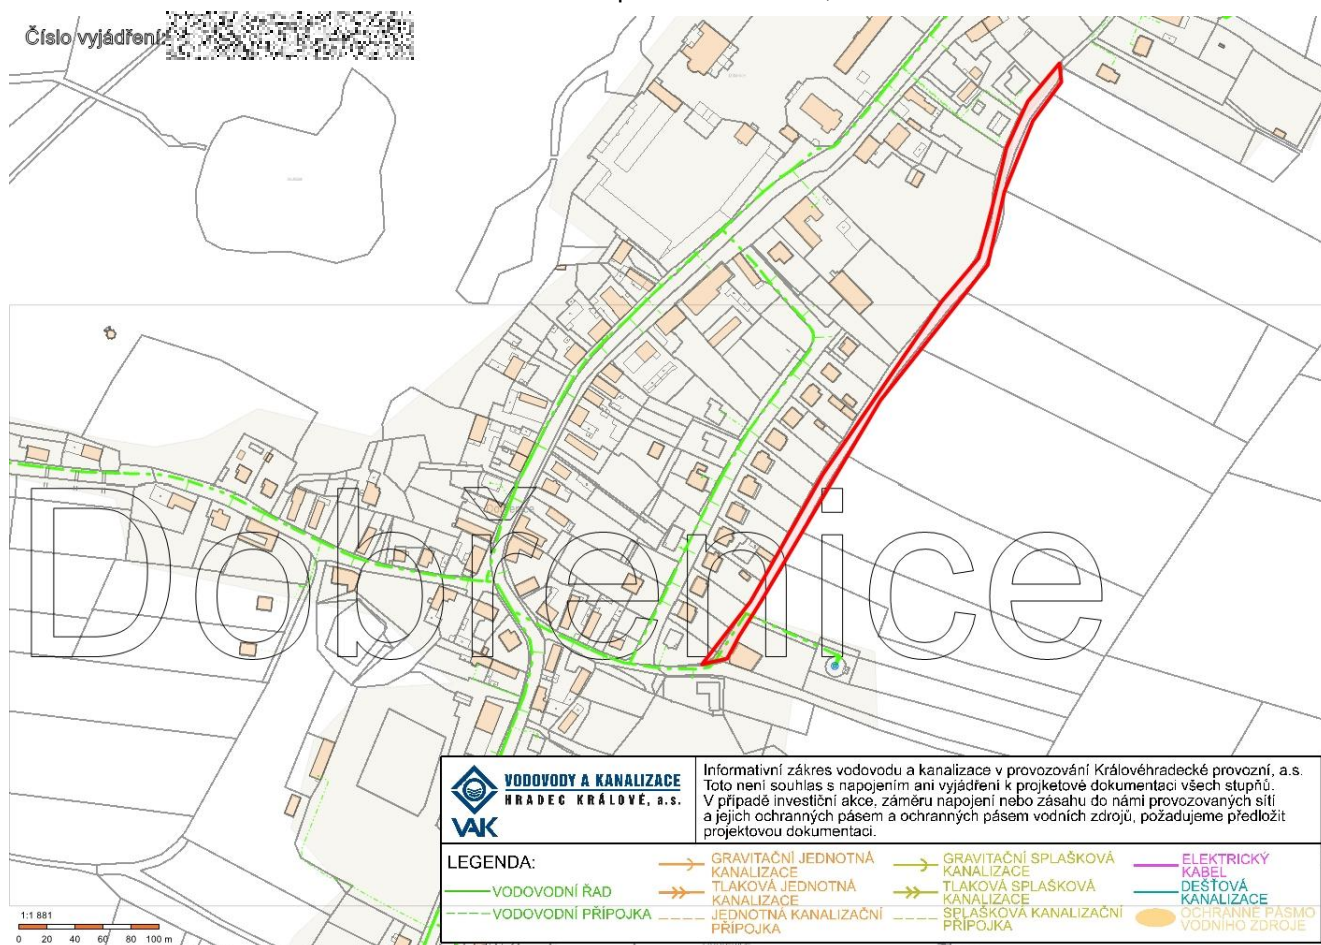 Číslo vyjádření:
Dobřenice
VODOVODY A KANALIZACE
HRADEC KRÁLOVÉ, a.s.
VAK
Informativní zákres vodovodu a kanalizace v provozování Královéhradecké provozní, a.s.
Toto není souhlas s napojením ani vyjádření k projketové dokumentaci všech stupňů.
V případě investiční akce, záměru napojení nebo zásahu do námi provozovaných sítí
a jejich ochranných pásem a ochranných pásem vodních zdrojů, požadujeme předložit
projektovou dokumentaci.
LEGENDA:
VODOVODNÍ ŘAD
VODOVODNÍ PŘÍPOJKA
GRAVITAČNÍ JEDNOTNÁ
KANALIZACE
TLAKOVÁ JEDNOTNÁ
KANALIZACE
JEDNOTNÁ KANALIZAČNÍ
PŘÍPOJKA
GRAVITAČNÍ SPLAŠKOVÁ
KANALIZACE
TLAKOVÁ SPLAŠKOVÁ
KANALIZACE
SPLAŠKOVÁ KANALIZAČNÍ
PŘÍPOJKA
ELEKTRICKÝ
KABEL
DEŠŤOVÁ
KANALIZACE
OCHRANNÉ PÁSMO
VODNÍHO ZDROJE
1:1 881
0 20 40 60 80 100 m